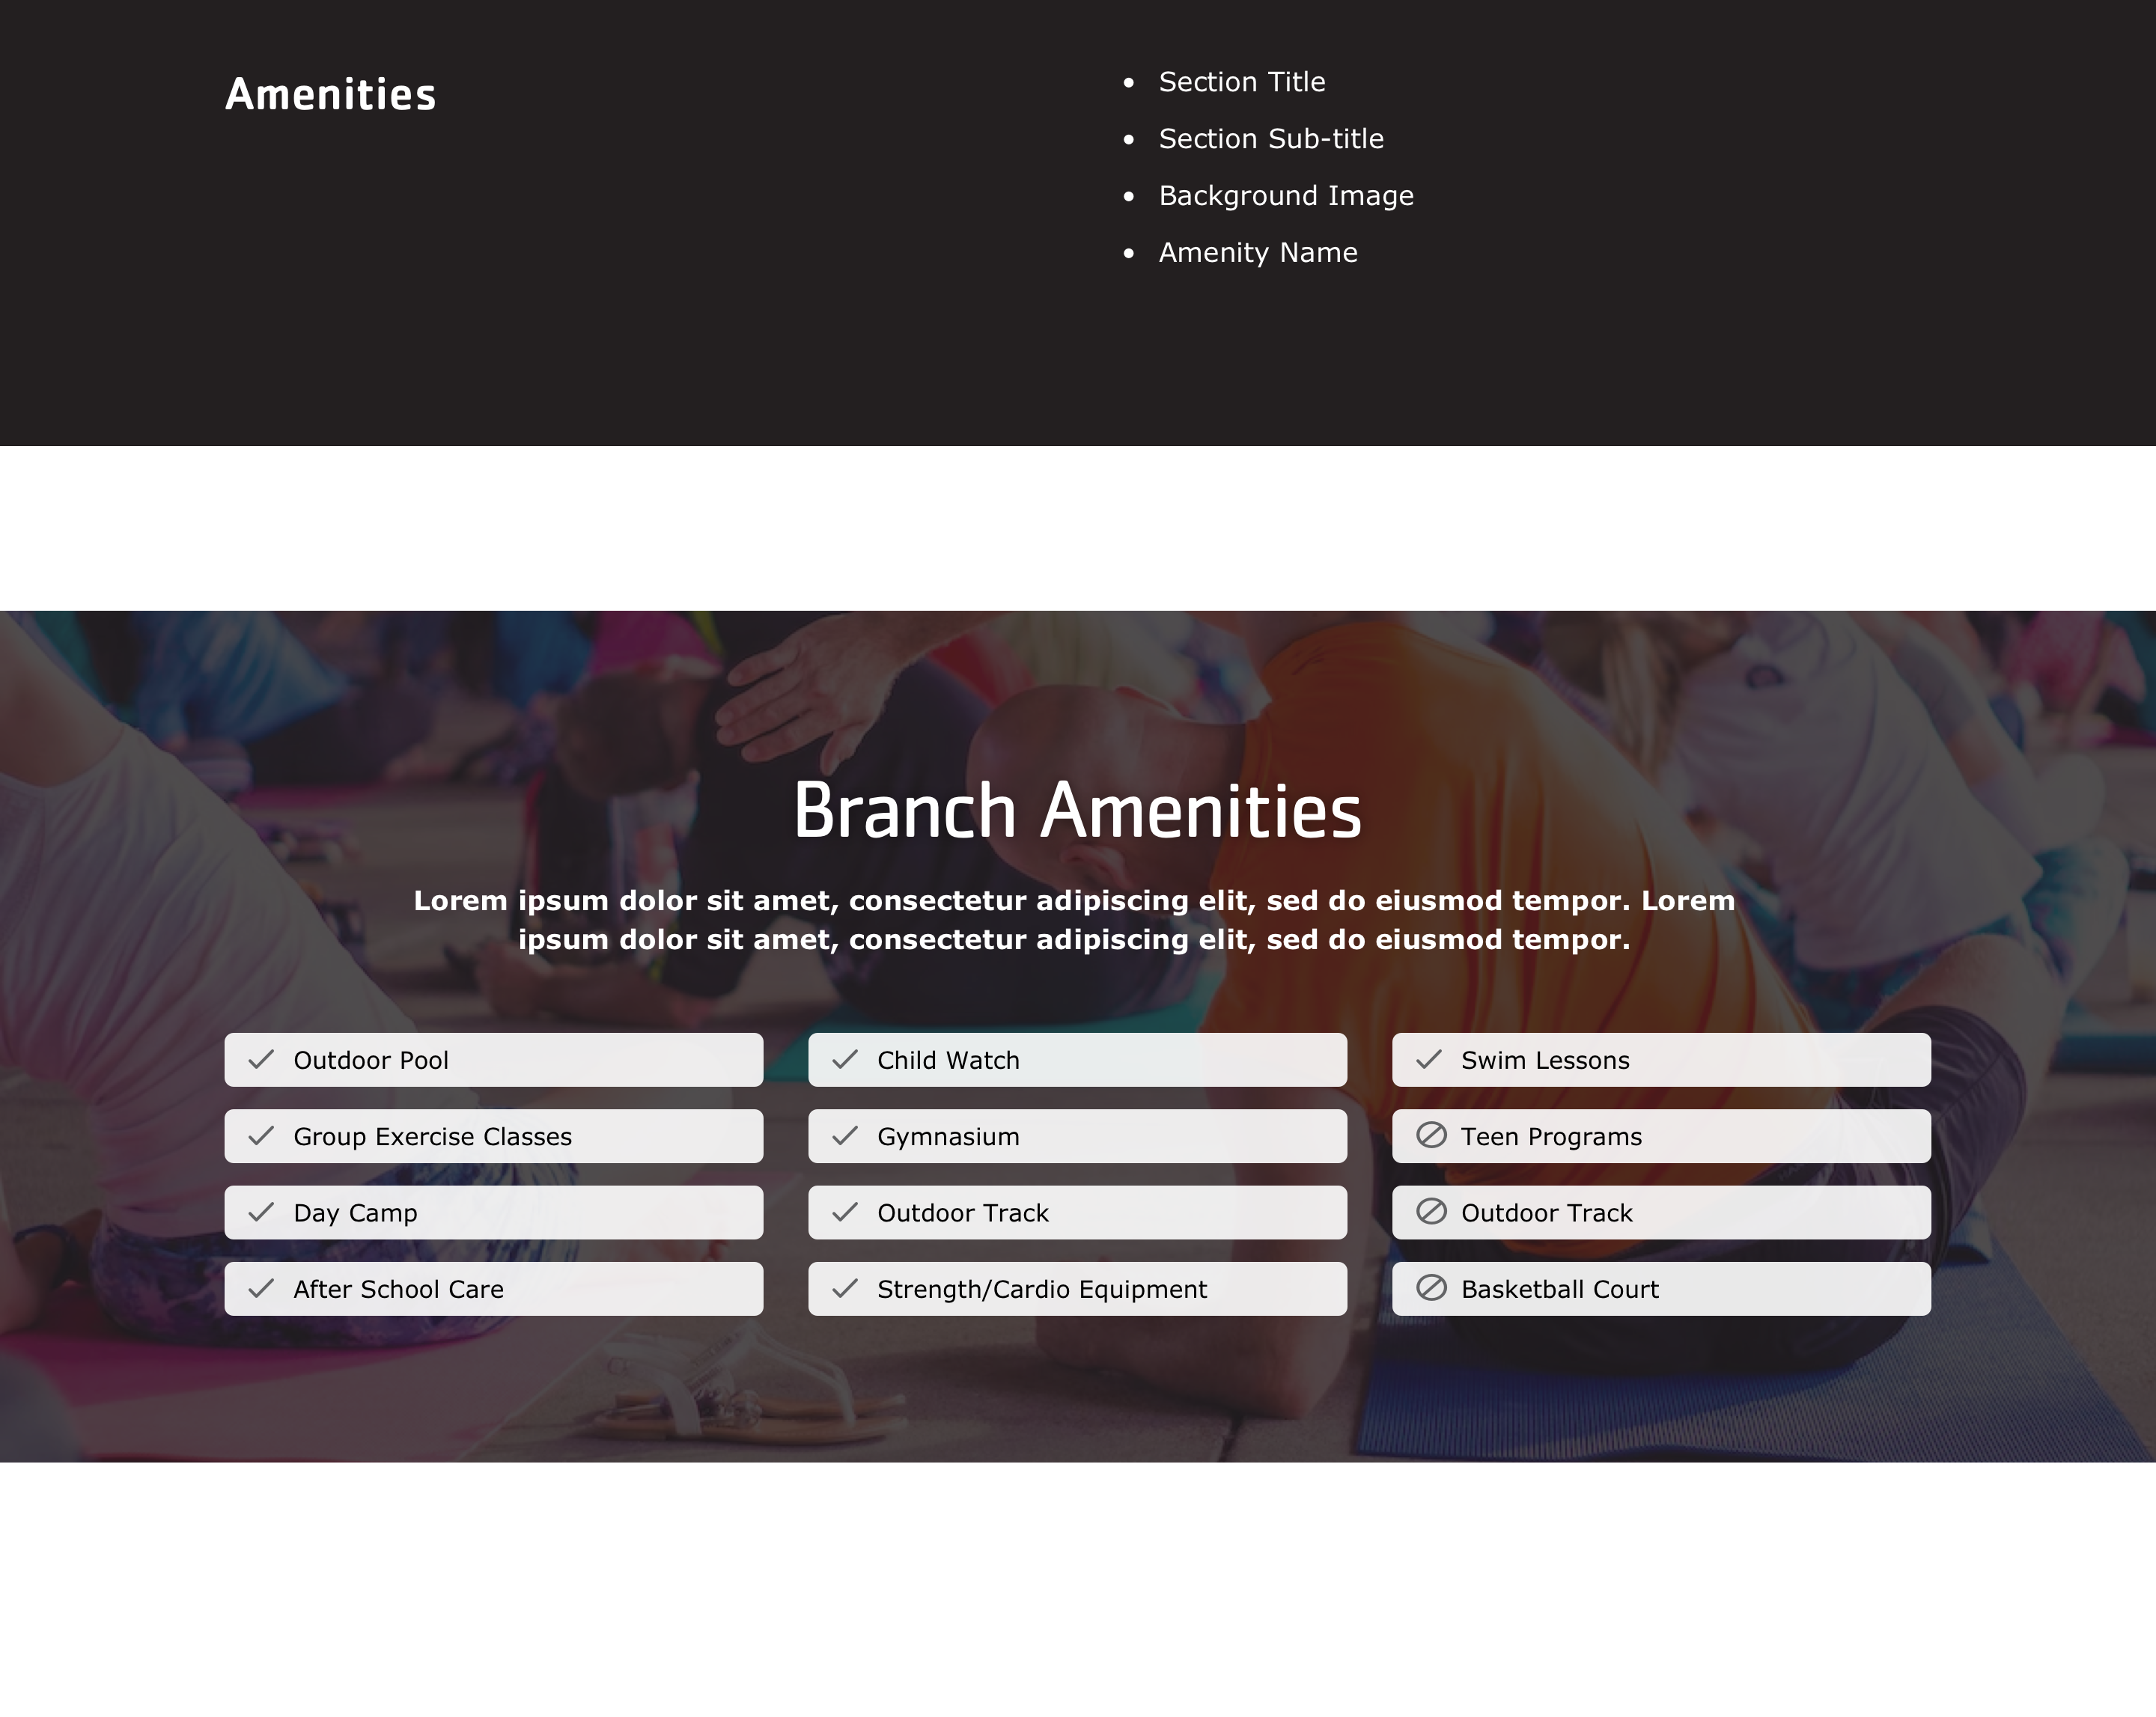 Amenities
• Section Title
• Section Sub-title
• Background Image
• Amenity Name
Branch Amenities
Lorem ipsum dolor sit amet, consectetur adipiscing elit, sed do eiusmod tempor. Lorem
ipsum dolor sit amet, consectetur adipiscing elit, sed do eiusmod tempor.
Outdoor Pool
Child Watch
Swim Lessons
Group Exercise Classes
Gymnasium
Teen Programs
Day Camp
Outdoor Track
Outdoor Track
After School Care
Strength/Cardio Equipment
Basketball Court